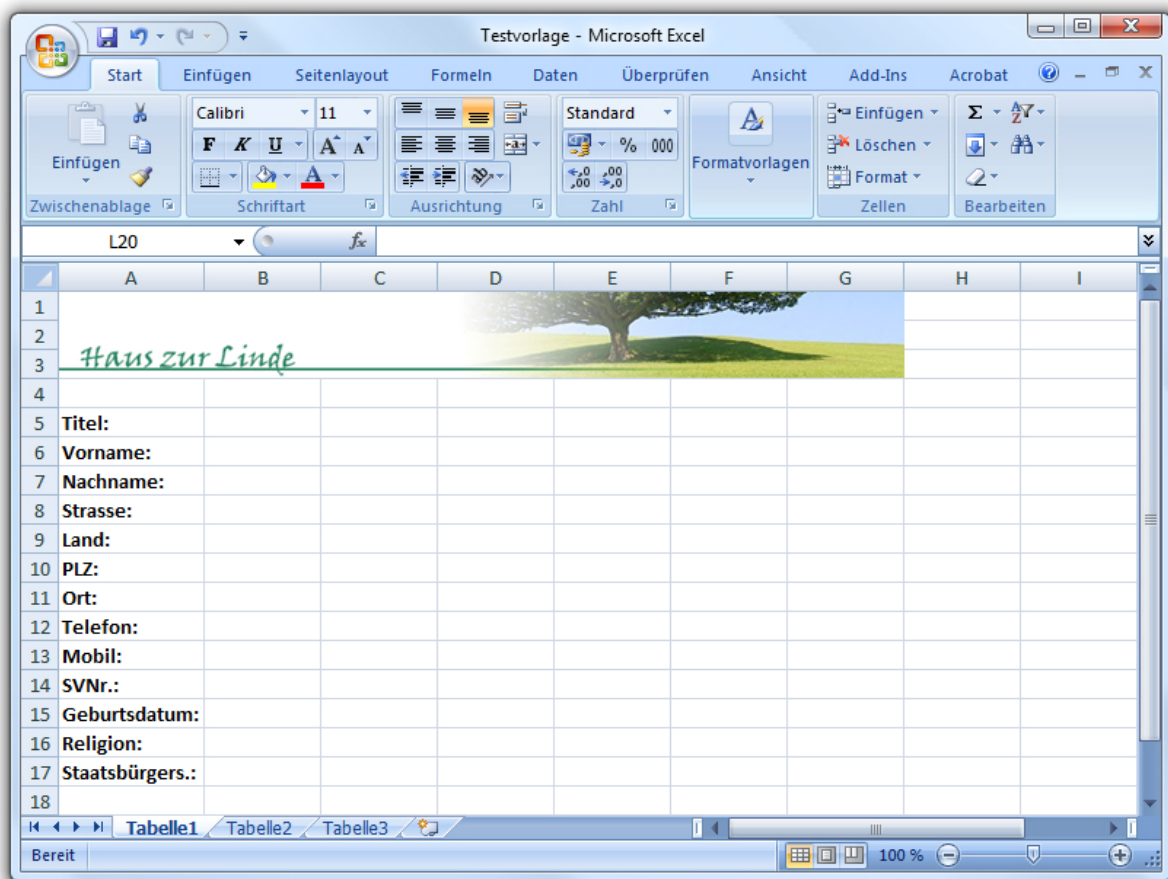 Testvorlage - Microsoft Excel
Start Einfügen Seitenlayout Formeln Daten Überprüfen Ansicht Add-Ins Acrobat
Calibri 11 Standard Einfügen
F K U A A % 000 Löschen
Einfügen Formatvorlagen Format
Zwischenablage Schriftart Ausrichtung Zahl Zellen Bearbeiten
L20 fx
A B C D E F G H I
1
2
3 Haus zur Linde
4
5 Titel:
6 Vorname:
7 Nachname:
8 Strasse:
9 Land:
10 PLZ:
11 Ort:
12 Telefon:
13 Mobil:
14 SVNr.:
15 Geburtsdatum:
16 Religion:
17 Staatsbürgers.:
18
Tabelle1 Tabelle2 Tabelle3
Bereit 100 %